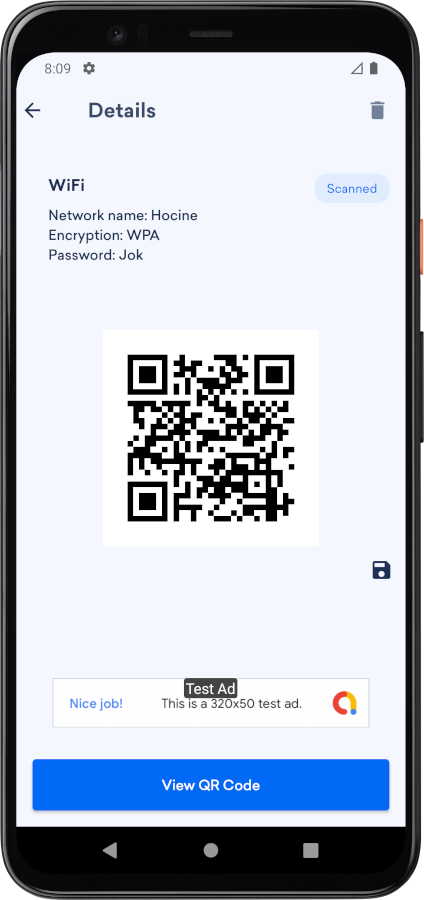 8:09
Details
WiFi
Scanned
Network name: Hocine
Encryption: WPA
Password: Jok
Test Ad
Nice job!
This is a 320x50 test ad.
View QR Code